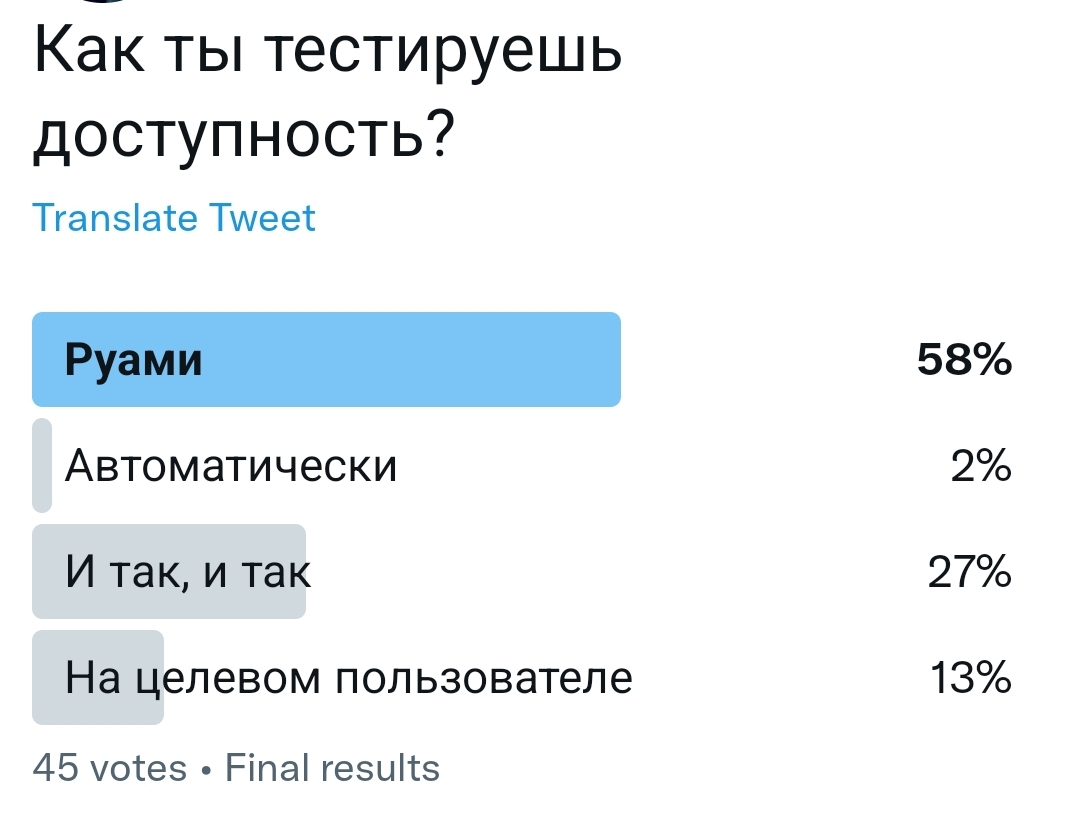 Как ты тестируешь
доступность?
Translate Tweet
Руами 58%
Автоматически 2%
И так, и так 27%
На целевом пользователе 13%
45 votes • Final results